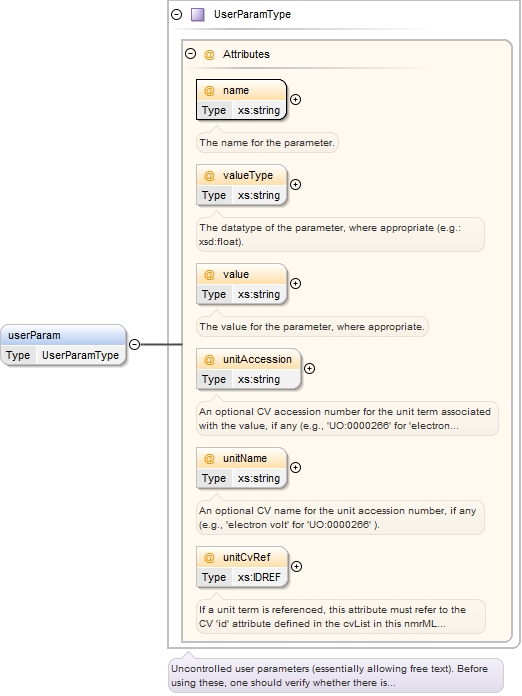 UserParamType
@ Attributes
@ name
Type xs:string
The name for the parameter.
@ valueType
Type xs:string
The datatype of the parameter, where appropriate (e.g.:
xsd:float).
@ value
Type xs:string
The value for the parameter, where appropriate.
userParam
Type UserParamType
@ unitAccession
Type xs:string
An optional CV accession number for the unit term associated
with the value, if any (e.g., 'UO:0000266' for 'electron...
@ unitName
Type xs:string
An optional CV name for the unit accession number, if any
(e.g., 'electron volt' for 'UO:0000266' ).
@ unitCvRef
Type xs:IDREF
If a unit term is referenced, this attribute must refer to the
CV 'id' attribute defined in the cvList in this nmrML...
Uncontrolled user parameters (essentially allowing free text). Before
using these, one should verify whether there is...